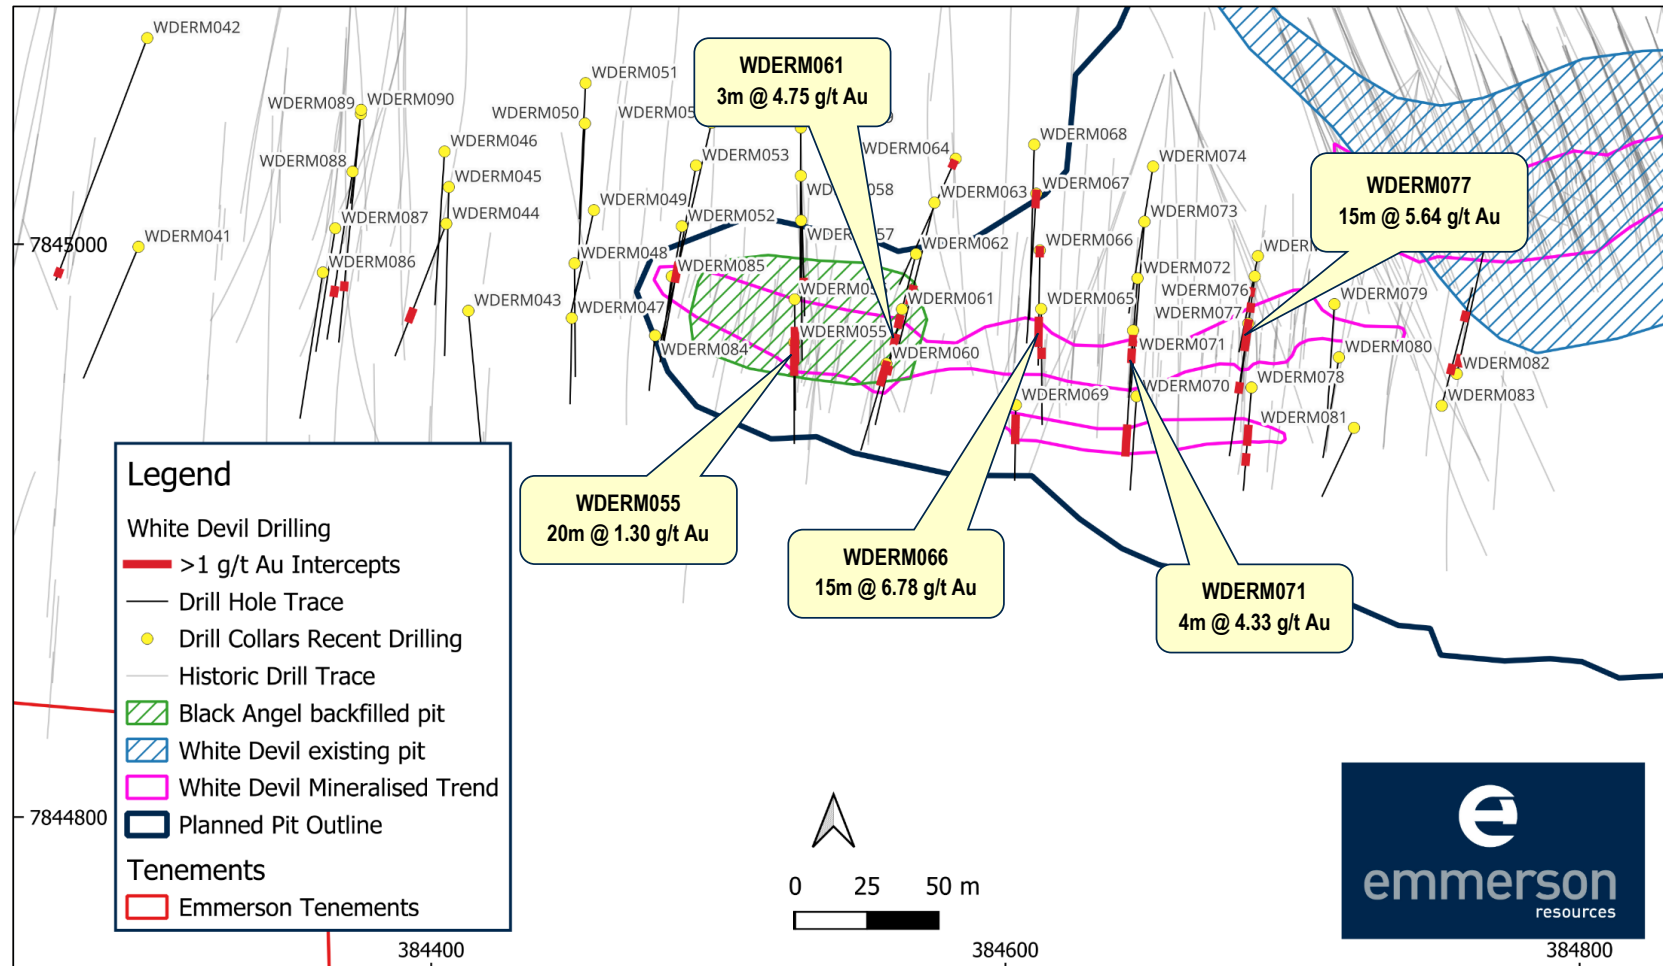 WDERM042
WDERM051
WDERM061
3m @ 4.75 g/t Au
WDERM089
WDERM090
WDERM050
WDERM046
WDERM053
WDERM064
WDERM068
WDERM088
WDERM045
WDERM058
WDERM063
WDERM067
WDERM074
WDERM077
15m @ 5.64 g/t Au
WDERM087
WDERM044
WDERM049
WDERM052
WDERM073
7845000
WDERM041
WDERM057
WDERM062
WDERM066
WDERM086
WDERM048
WDERM085
WDERM072
WDERM076
WDERM079
WDERM043
WDERM047
WDERM061
WDERM065
WDERM077
WDERM055
WDERM084
WDERM060
WDERM071
WDERM080
WDERM082
WDERM069
WDERM070
WDERM078
WDERM083
WDERM081
WDERM055
20m @ 1.30 g/t Au
WDERM066
15m @ 6.78 g/t Au
WDERM071
4m @ 4.33 g/t Au
Legend
White Devil Drilling
>1 g/t Au Intercepts
Drill Hole Trace
Drill Collars Recent Drilling
Historic Drill Trace
Black Angel backfilled pit
White Devil existing pit
White Devil Mineralised Trend
Planned Pit Outline
Tenements
Emmerson Tenements
7844800
0 25 50 m
emmerson
resources
384400
384600
384800